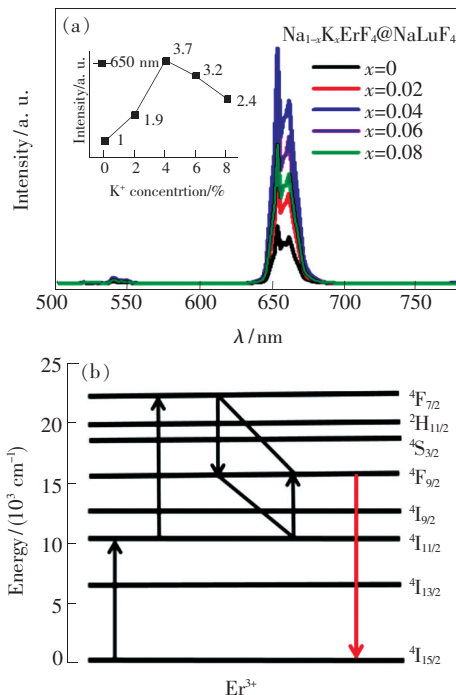 (a)
Na₁₋ₓKₓErF₄@NaLuF₄
x=0
x=0.02
x=0.04
x=0.06
x=0.08
Intensity/a. u.
650 nm
1
1.9
3.7
3.2
2.4
0 2 4 6 8
K⁺ concentrtion/%
Intensity/a. u.
500 550 600 650 700 750
λ/nm
(b)
Energy/(10³ cm⁻¹)
25
20
15
10
5
0
⁴F₇/₂
²H₁₁/₂
⁴S₃/₂
⁴F₉/₂
⁴I₉/₂
⁴I₁₁/₂
⁴I₁₃/₂
⁴I₁₅/₂
Er³⁺